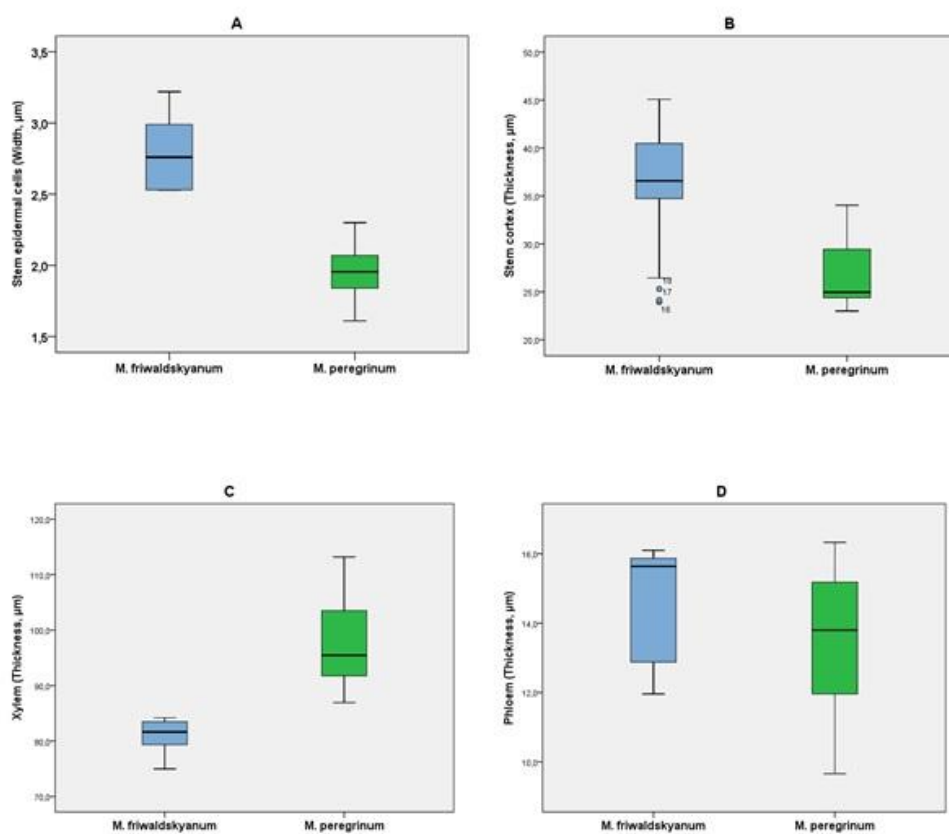 A
Stem epidermal cells (Width, µm)
3,5
3,0
2,5
2,0
1,5
M. friwaldskyanum
M. peregrinum
B
Stem cortex (Thickness, µm)
50,0
45,0
40,0
35,0
30,0
25,0
20,0
17
16
M. friwaldskyanum
M. peregrinum
C
Xylem (Thickness, µm)
120,0
110,0
100,0
90,0
80,0
70,0
M. friwaldskyanum
M. peregrinum
D
Phloem (Thickness, µm)
16,0
14,0
12,0
10,0
M. friwaldskyanum
M. peregrinum